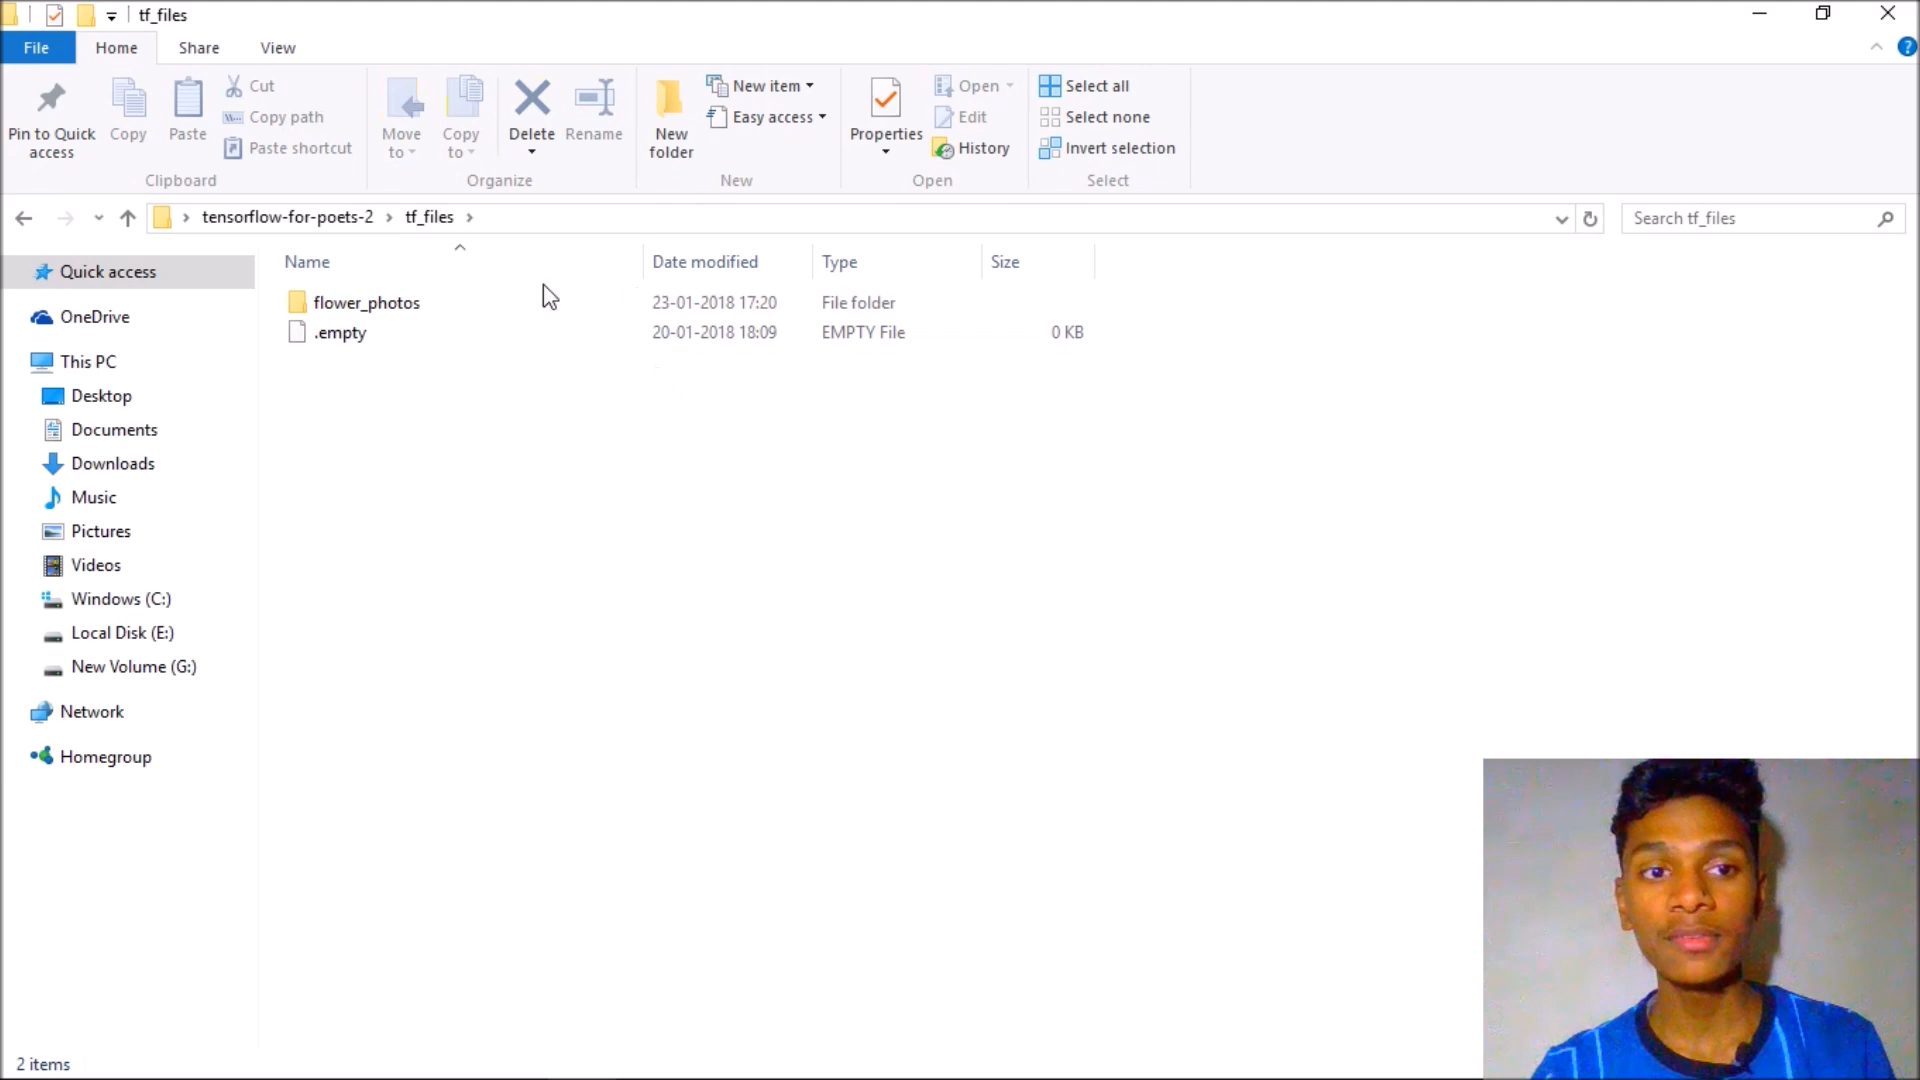 tf_files
File Home Share View
Pin to Quick access
Copy
Paste
Cut
Copy path
Paste shortcut
Clipboard
Move to
Copy to
Delete
Rename
Organize
New folder
New item
Easy access
New
Properties
Open
Edit
History
Open
Select all
Select none
Invert selection
Select
tensorflow-for-poets-2 tf_files
Search tf_files
Quick access
OneDrive
This PC
Desktop
Documents
Downloads
Music
Pictures
Videos
Windows (C:)
Local Disk (E:)
New Volume (G:)
Network
Homegroup
Name Date modified Type Size
flower_photos 23-01-2018 17:20 File folder
.empty 20-01-2018 18:09 EMPTY File 0 KB
2 items